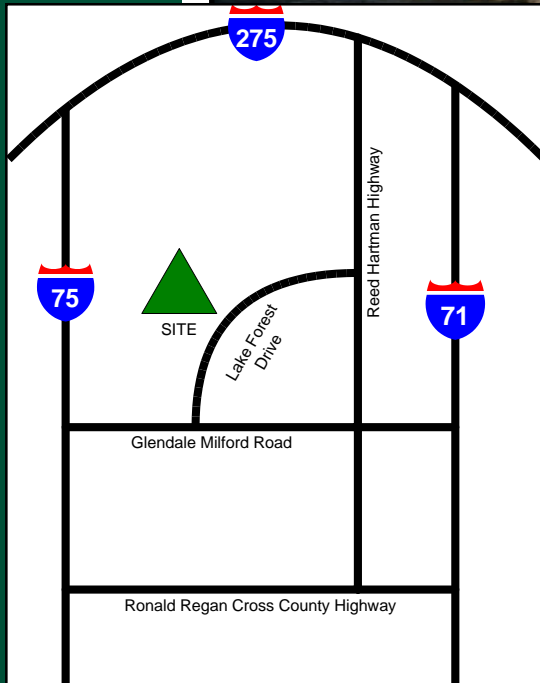 275
Reed Hartman Highway
75
71
SITE
Lake Forest
Drive
Glendale Milford Road
Ronald Regan Cross County Highway